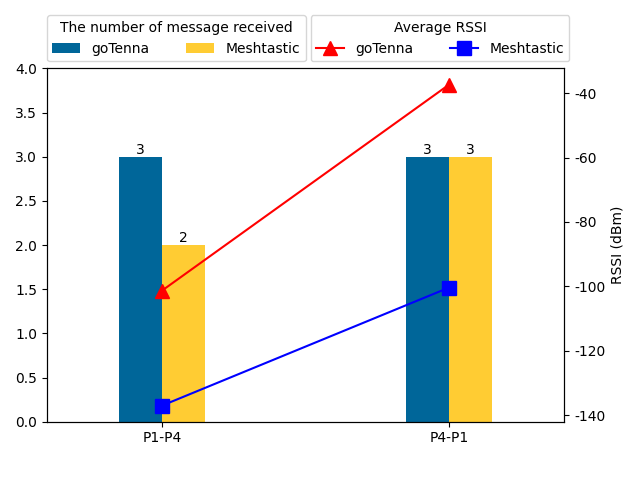 The number of message received
goTenna Meshtastic
Average RSSI
goTenna Meshtastic
4.0
3.5
3.0
2.5
2.0
1.5
1.0
0.5
0.0
3
2
3
3
-40
-60
-80
-100
-120
-140
RSSI (dBm)
P1-P4
P4-P1